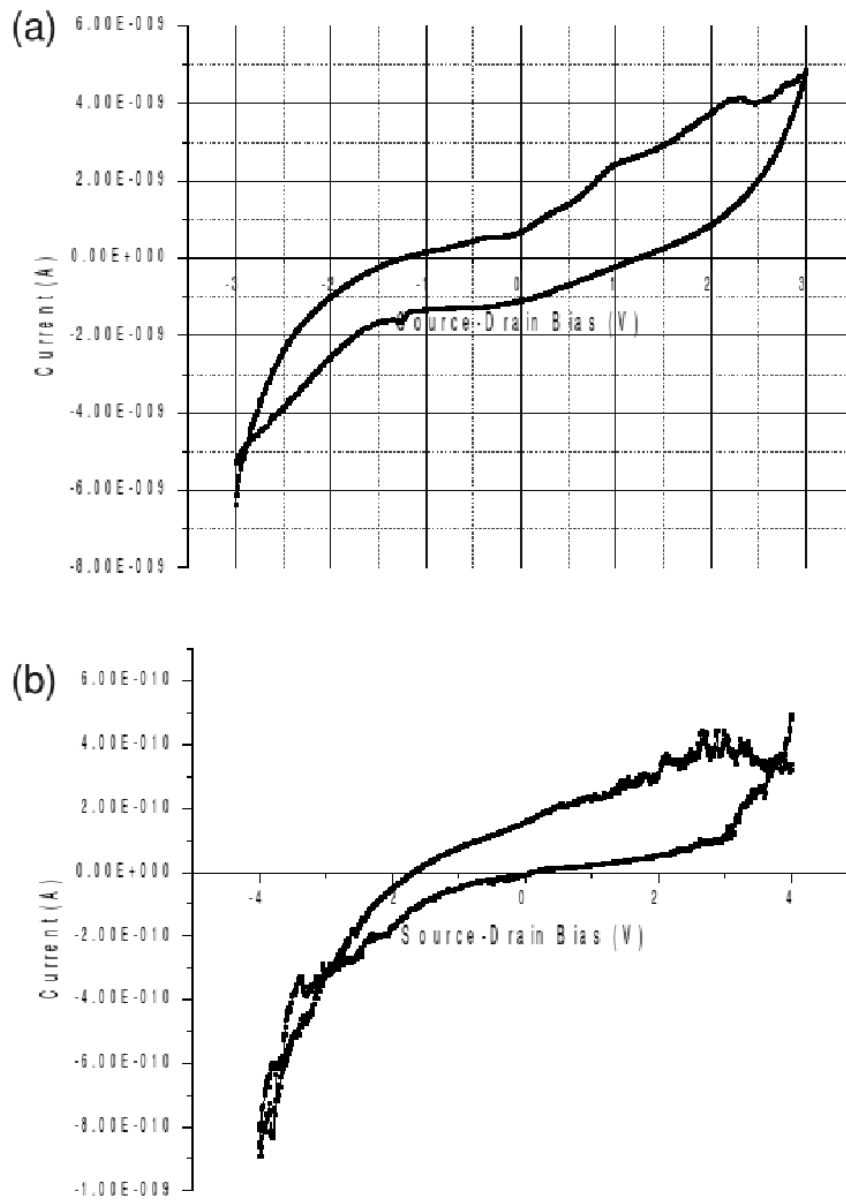 (a)
6.00E-009
4.00E-009
2.00E-009
0.00E+000
-2.00E-009
-4.00E-009
-6.00E-009
-8.00E-009
-3 -2 -1 0 1 2 3
Current(A)
Source-Drain Bias (V)
(b)
6.00E-010
4.00E-010
2.00E-010
0.00E+000
-2.00E-010
-4.00E-010
-6.00E-010
-8.00E-010
-1.00E-009
-4 -2 0 2 4
Current(A)
Source-Drain Bias (V)